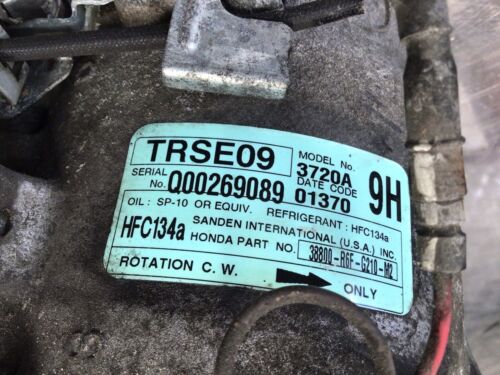 TRSE09
MODEL No.
3720A
9H
SERIAL No. Q00269089
DATE CODE
01370
OIL : SP-10 OR EQUIV. REFRIGERANT : HFC134a
HFC134a
SANDEN INTERNATIONAL (U.S.A.) INC.
HONDA PART NO. 38800-R6F-G210-M2
ROTATION C. W.
ONLY